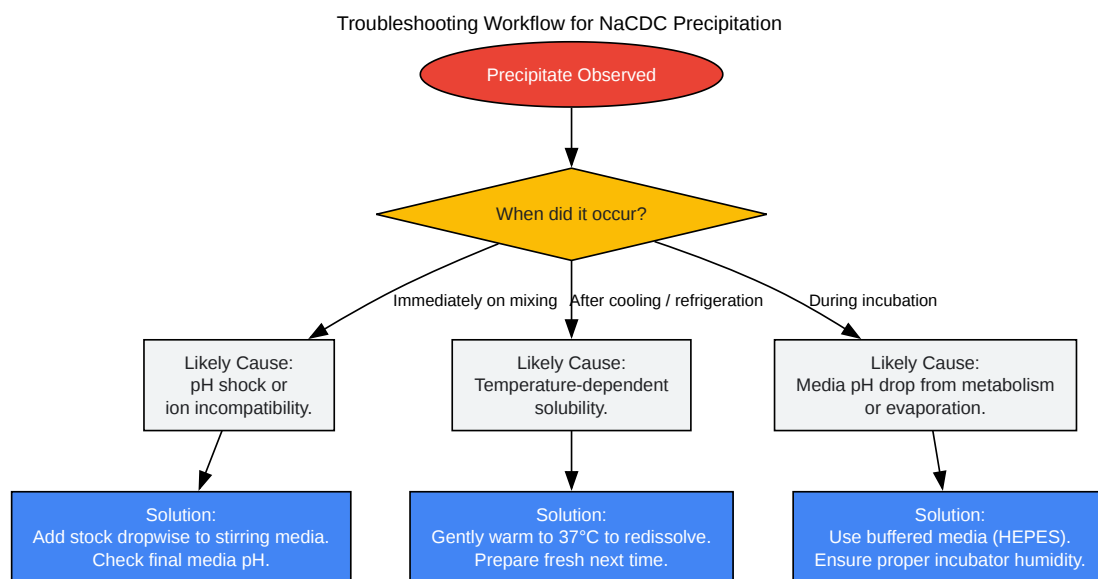 Troubleshooting Workflow for NaCDC Precipitation
Precipitate Observed
When did it occur?
Immediately on mixing
After cooling / refrigeration
During incubation
Likely Cause:
pH shock or
ion incompatibility.
Likely Cause:
Temperature-dependent
solubility.
Likely Cause:
Media pH drop from metabolism
or evaporation.
Solution:
Add stock dropwise to stirring media.
Check final media pH.
Solution:
Gently warm to 37°C to redissolve.
Prepare fresh next time.
Solution:
Use buffered media (HEPES).
Ensure proper incubator humidity.